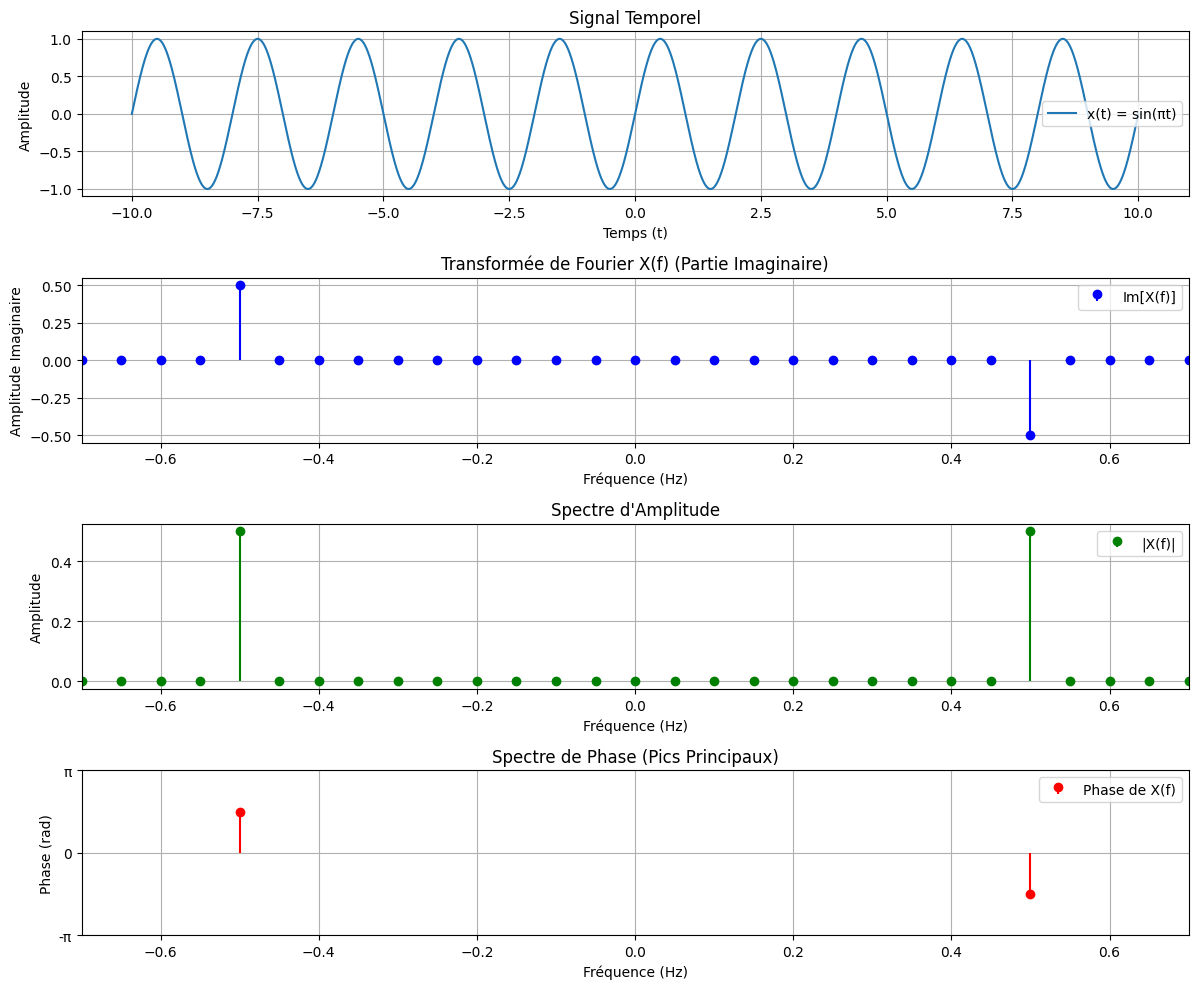 Signal Temporel
1.0
0.5
0.0
−0.5
−1.0
Amplitude
x(t) = sin(πt)
−10.0 −7.5 −5.0 −2.5 0.0 2.5 5.0 7.5 10.0
Temps (t)
Transformée de Fourier X(f) (Partie Imaginaire)
0.50
0.25
0.00
−0.25
−0.50
Amplitude Imaginaire
Im[X(f)]
−0.6 −0.4 −0.2 0.0 0.2 0.4 0.6
Fréquence (Hz)
Spectre d'Amplitude
0.4
0.2
0.0
Amplitude
|X(f)|
−0.6 −0.4 −0.2 0.0 0.2 0.4 0.6
Fréquence (Hz)
Spectre de Phase (Pics Principaux)
π
0
-π
Phase (rad)
Phase de X(f)
−0.6 −0.4 −0.2 0.0 0.2 0.4 0.6
Fréquence (Hz)